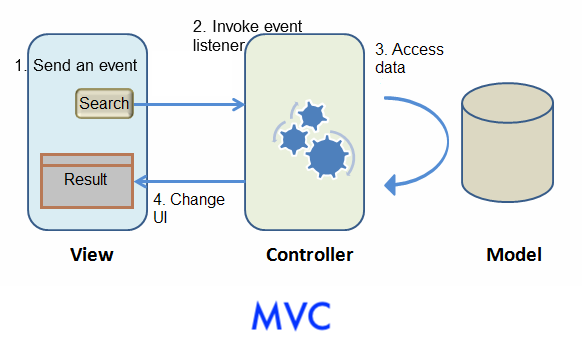 1. Send an event
Search
Result
2. Invoke event
listener
3. Access
data
4. Change
UI
View
Controller
Model
MVC